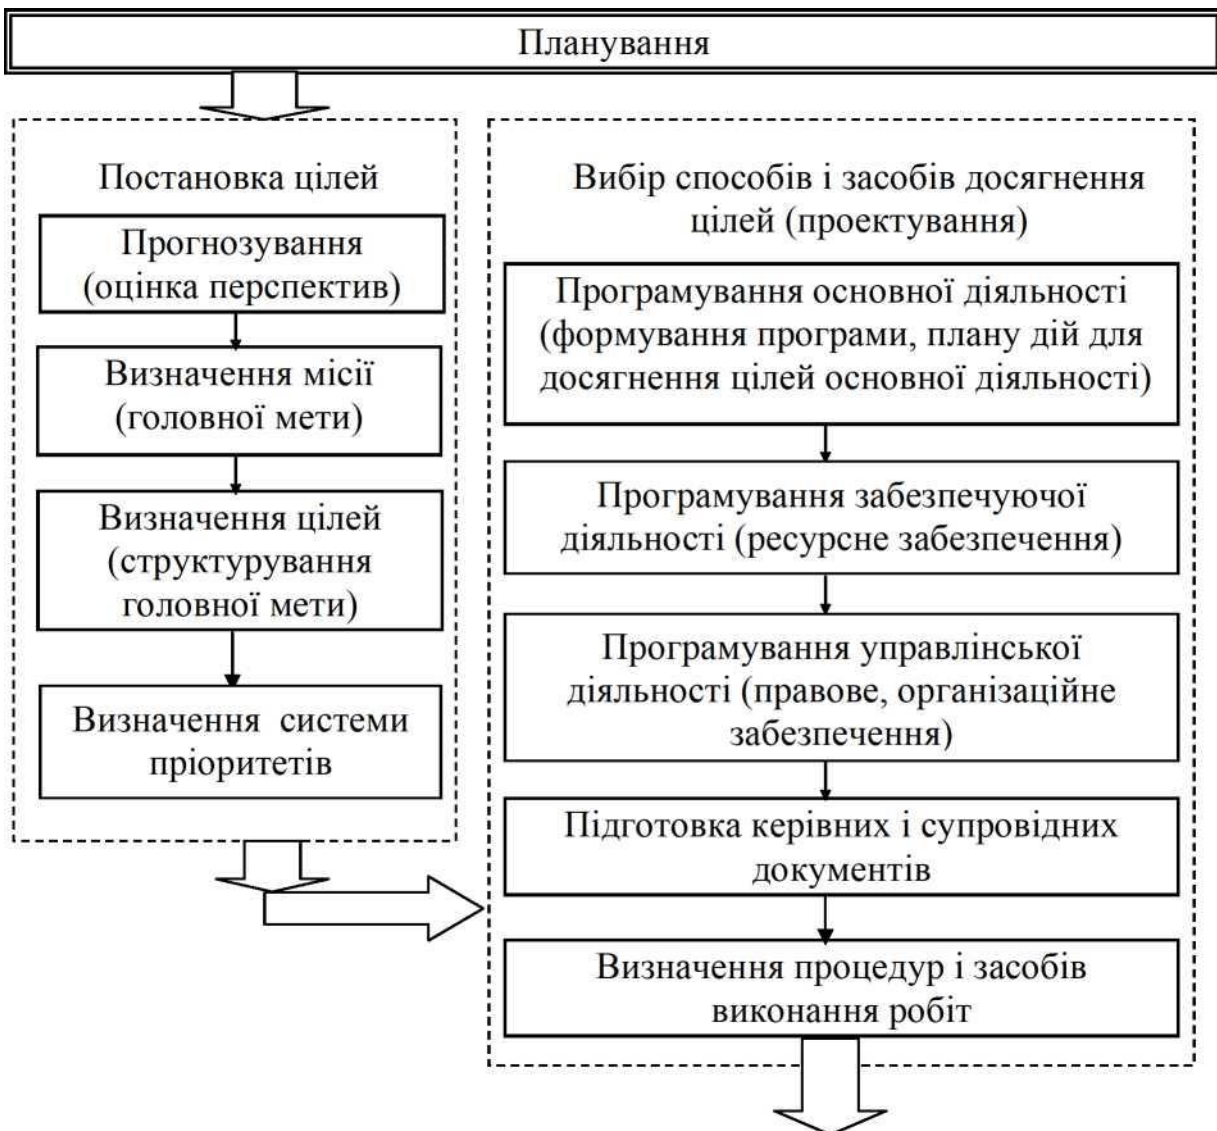 Планування
Постановка цілей
Прогнозування
(оцінка перспектив)
Визначення місії
(головної мети)
Визначення цілей
(структурування
головної мети)
Визначення системи
пріоритетів
Вибір способів і засобів досягнення
цілей (проектування)
Програмування основної діяльності
(формування програми, плану дій для
досягнення цілей основної діяльності)
Програмування забезпечуючої
діяльності (ресурсне забезпечення)
Програмування управлінської
діяльності (правове, організаційне
забезпечення)
Підготовка керівних і супровідних
документів
Визначення процедур і засобів
виконання робіт